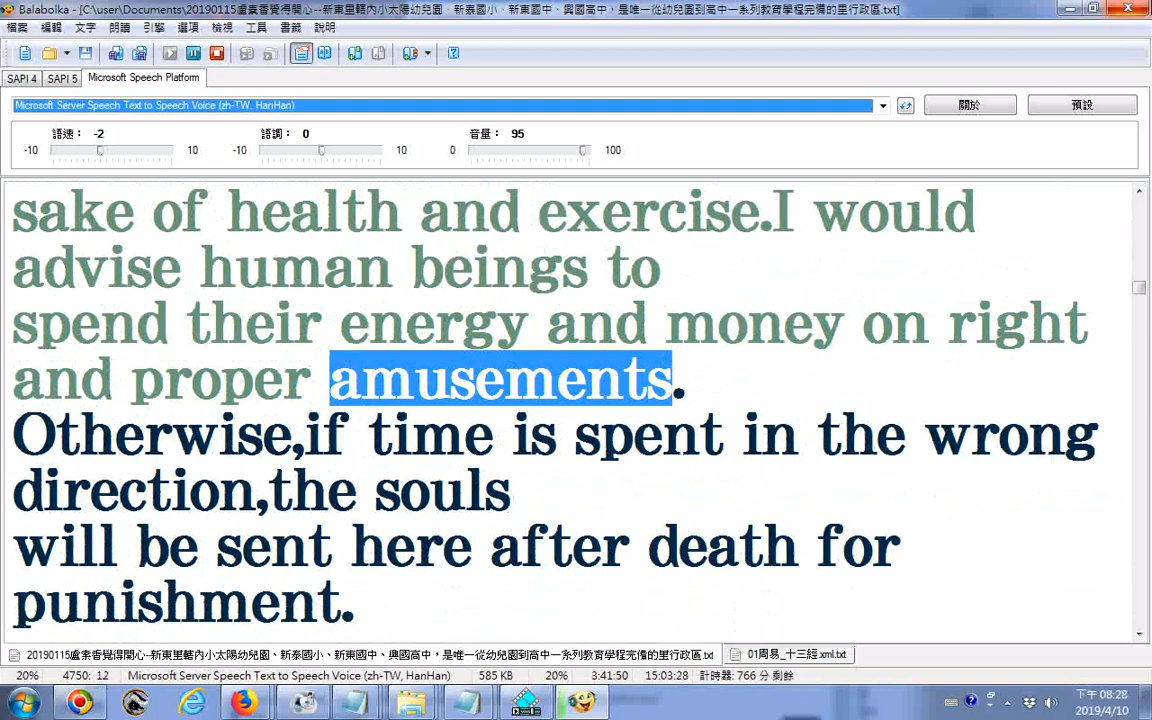 Balabolka - [C:\user\Documents\20190115盧素香覺得開心--新東里轄內小太陽幼兒園、新泰國小、新東國中、興國高中，是唯一從幼兒園到高中一系列教育學程完備的里行政區.txt]
檔案 編輯 文字 朗讀 引擎 選項 檢視 工具 書籤 說明
SAPI 4 SAPI 5 Microsoft Speech Platform
Microsoft Server Speech Text to Speech Voice (zh-TW, HanHan) 關於 預設
語速： -2 語調： 0 音量： 95
-10 10 -10 10 0 100
sake of health and exercise.I would
advise human beings to
spend their energy and money on right
and proper amusements.
Otherwise,if time is spent in the wrong
direction,the souls
will be sent here after death for
punishment.
20190115盧素香覺得開心--新東里轄內小太陽幼兒園、新泰國小、新東國中、興國高中，是唯一從幼兒園到高中一系列教育學程完備的里行政區.txt 01周易_十三經.xml.txt
20% 4750: 12 Microsoft Server Speech Text to Speech Voice (zh-TW, HanHan) 585 KB 20% 3:41:50 15:03:28 計時器: 766 分 剩餘
下午 08:28
2019/4/10